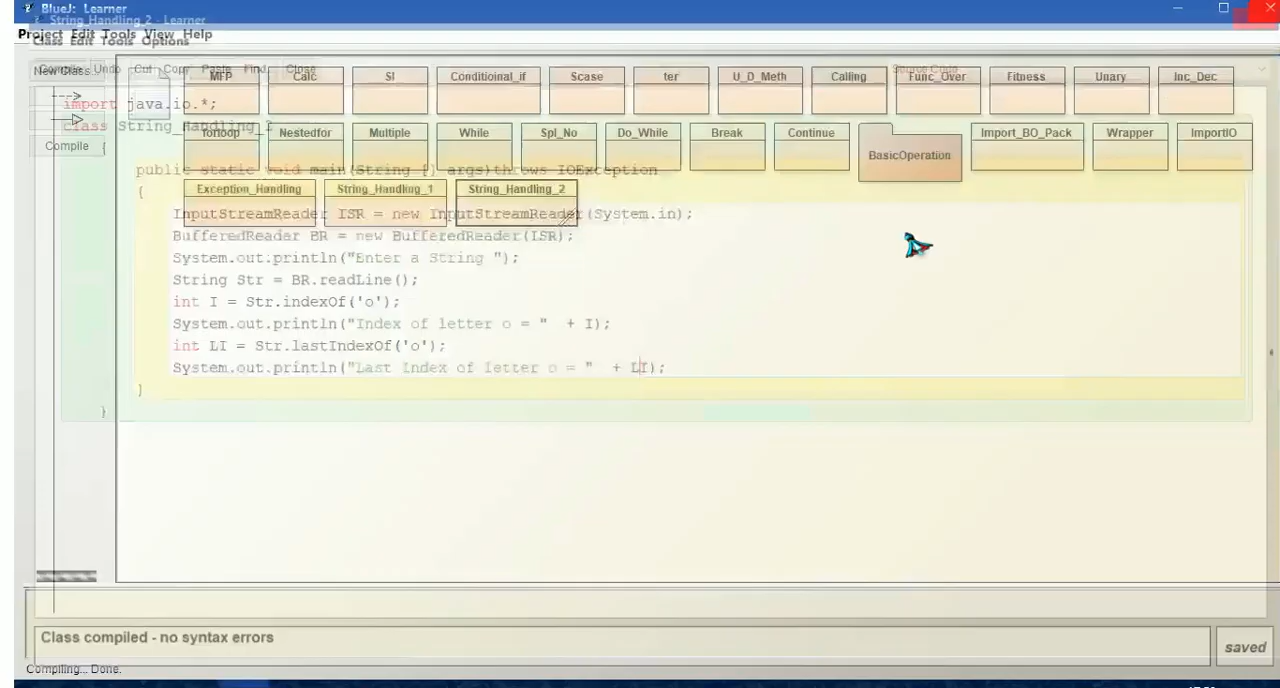 BlueJ: Learner
String_Handling_2 - Learner
Project Edit Tools View Help
Class Edit Tools Options
Compile Undo Cut Copy Paste Find Close Source Code
New Class...
MFP Calc SI Conditioinal_if Scase ter U_D_Meth Calling Func_Over Fitness Unary Inc_Dec
import java.io.*;
class String_Handling_2
forloop Nestedfor Multiple While Spl_No Do_While Break Continue BasicOperation Import_BO_Pack Wrapper ImportIO
Compile
{
public static void main(String [] args)throws IOException
{
Exception_Handling String_Handling_1 String_Handling_2
InputStreamReader ISR = new InputStreamReader(System.in);
BufferedReader BR = new BufferedReader(ISR);
System.out.println("Enter a String ");
String Str = BR.readLine();
int I = Str.indexOf('o');
System.out.println("Index of letter o = " + I);
int LI = Str.lastIndexOf('o');
System.out.println("Last Index of letter o = " + LI);
}
}
Class compiled - no syntax errors
saved
Compiling... Done.